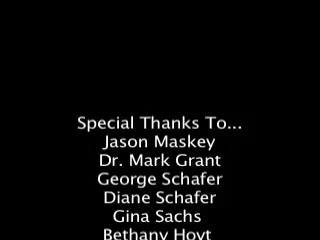 Special Thanks To...
Jason Maskey
Dr. Mark Grant
George Schafer
Diane Schafer
Gina Sachs
Bethany Hoyt